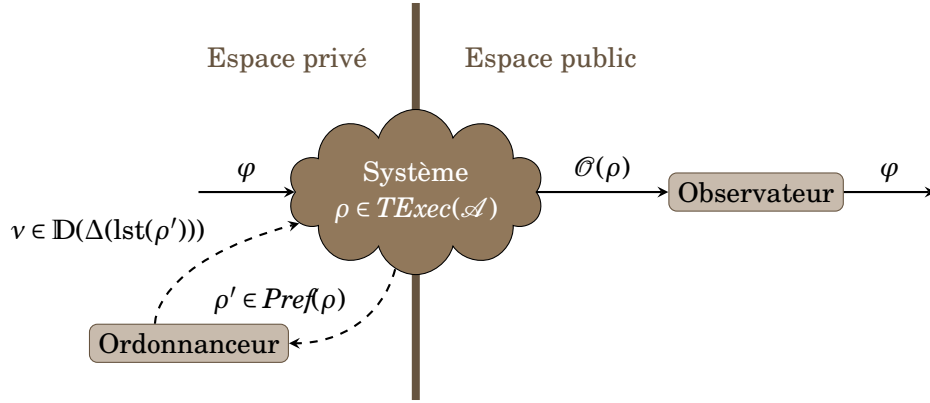 Espace privé
Espace public
φ
Système
ρ ∈ TExec(𝒜)
𝒪(ρ)
Observateur
φ
ν ∈ 𝔻(Δ(lst(ρ′)))
ρ′ ∈ Pref(ρ)
Ordonnanceur